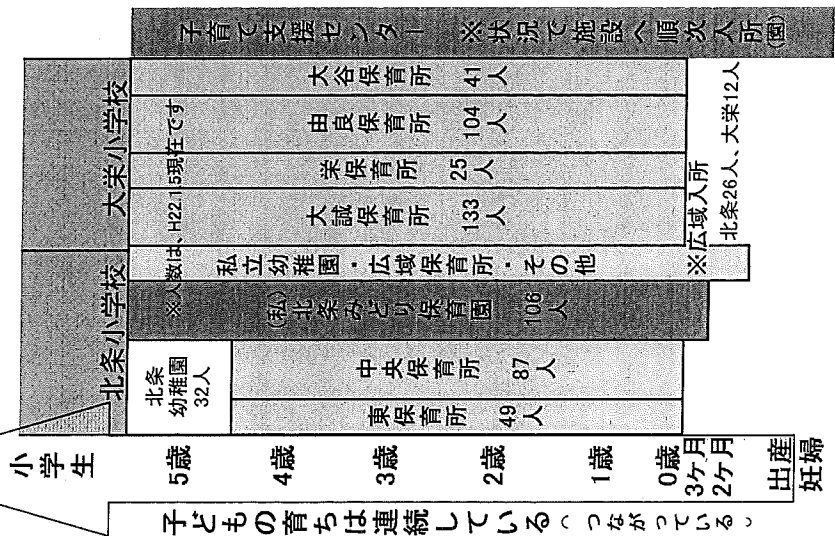 子どもの育ちは連続している(つながっている)
小学生
5歳
4歳
3歳
2歳
1歳
0歳
3ケ月
2ケ月
出産
妊婦
北条小学校
大栄小学校
北条
幼稚園
32人
東保育所 49人
中央保育所 87人
(私)北条みどり保育園 106人
私立幼稚園・広域保育所・その他
※人数は、H22.1.5現在です
大誠保育所 133人
栄保育所 25人
由良保育所 104人
大谷保育所 41人
※広域入所
北条26人、大栄12人
子育て支援センター ※状況で施設へ順次入所(園)